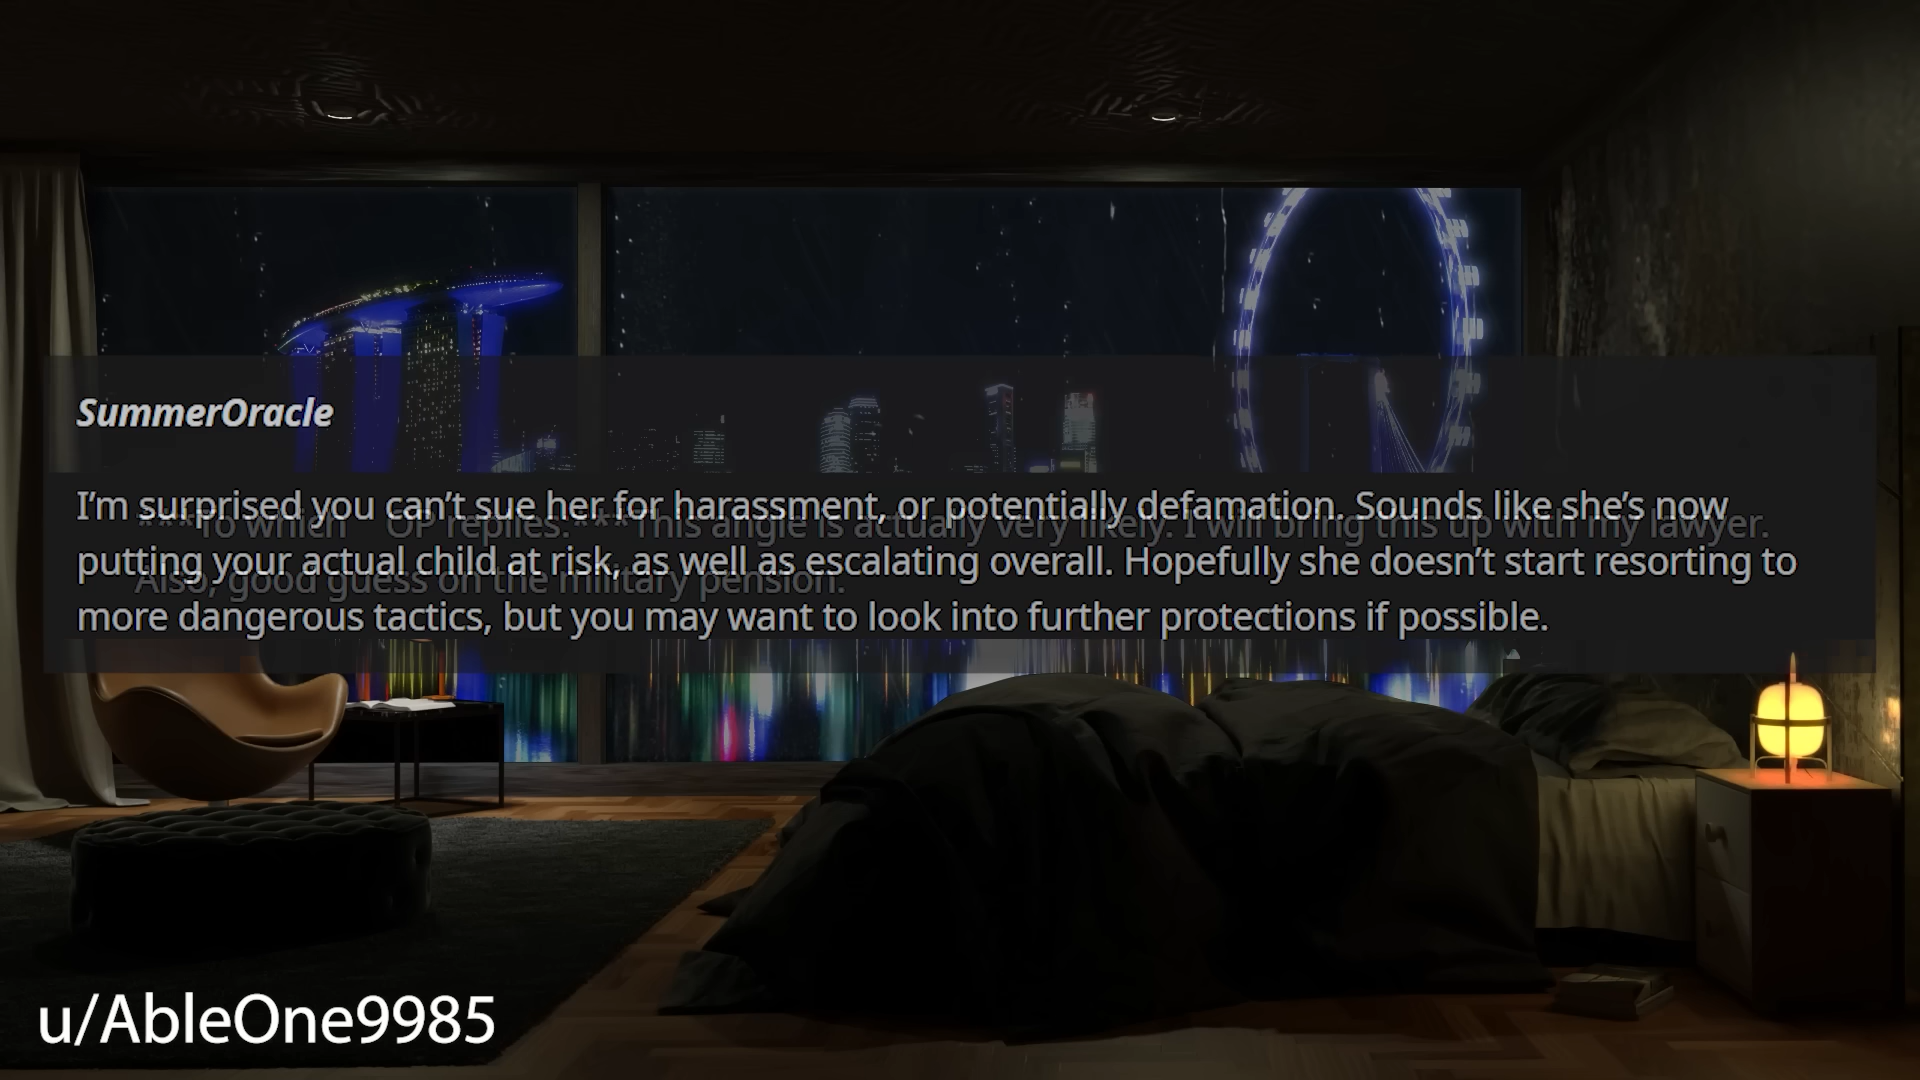 SummerOracle
I’m surprised you can’t sue her for harassment, or potentially defamation. Sounds like she’s now
***To which OP replies:***This angle is actually very likely. I will bring this up with my lawyer.
putting your actual child at risk, as well as escalating overall. Hopefully she doesn’t start resorting to
Also, good guess on the military pension.
more dangerous tactics, but you may want to look into further protections if possible.
u/AbleOne9985